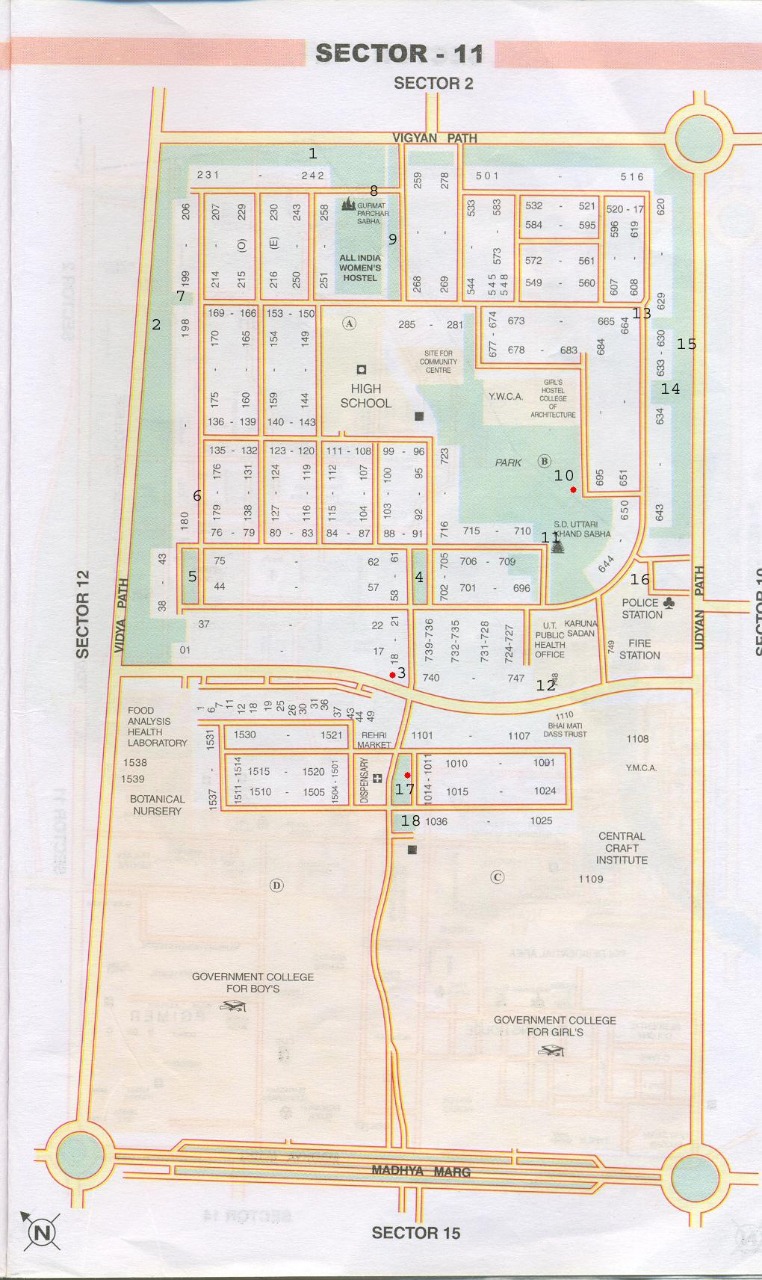 SECTOR - 11
SECTOR 2
VIGYAN PATH
1
231 - 242
259
278
501 - 516
8
206
207
229
230
243
258
GURMAT
PARCHAR
SABHA
9
533
583
532 - 521
520 - 17
584 - 595
596
619
620
(O)
(E)
-
573
572 - 561
ALL INDIA
WOMEN'S
HOSTEL
199
214
215
216
250
251
268
269
544
545
548
549 - 560
607
608
629
7
2
198
169 - 166
153 - 150
170
165
154
149
A
285 - 281
677 - 674
673 - 665
664
13
678 - 683
684
633 - 630
15
SITE FOR
COMMUNITY
CENTRE
HIGH
SCHOOL
Y.W.C.A.
GIRL'S
HOSTEL
COLLEGE
OF
ARCHITECTURE
14
634
175
160
159
144
136 - 139
140 - 143
135 - 132
123 - 120
111 - 108
99 - 96
723
PARK
B
10
695
651
176
131
124
119
112
107
100
95
6
179
138
127
116
115
104
103
92
180
76 - 79
80 - 83
84 - 87
88 - 91
716
715 - 710
S.D. UTTARI
KHAND SABHA
11
650
643
644
43
38
5
75 - 62
61
44 - 57
58
4
705
706 - 709
702 - 701 - 696
16
POLICE
STATION
37 - 22
21
01 - 17
18
3
739-736
732-735
731-728
724-727
740 - 747
U.T.
PUBLIC
HEALTH
OFFICE
KARUNA
SADAN
749
FIRE
STATION
12
SECTOR 12
VIDYA PATH
UDYAN PATH
SECTOR 10
FOOD
ANALYSIS
HEALTH
LABORATORY
1
6
7
11
12
18
19
25
26
30
31
36
37
43
44
49
1538
1539
BOTANICAL
NURSERY
1531
1537
1530 - 1521
1511 - 1514
1515 - 1520
1510 - 1505
1504 - 1501
REHRI
MARKET
DISPENSARY
1101 - 1107
1110
BHAI MATI
DASS TRUST
1108
Y.M.C.A.
1014 - 1011
1010 - 1001
1015 - 1024
17
18
1036 - 1025
CENTRAL
CRAFT
INSTITUTE
1109
D
C
GOVERNMENT COLLEGE
FOR BOY'S
GOVERNMENT COLLEGE
FOR GIRL'S
MADHYA MARG
N
SECTOR 15